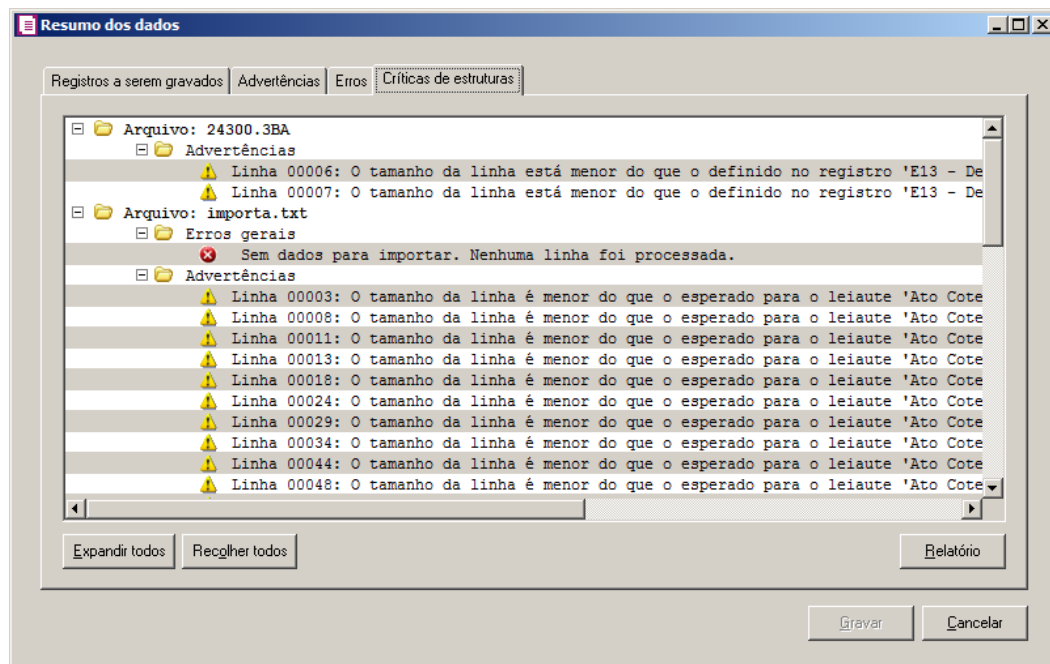 Resumo dos dados
Registros a serem gravados Advertências Erros Críticas de estruturas
Arquivo: 24300.3BA
Advertências
Linha 00006: O tamanho da linha está menor do que o definido no registro 'E13 - De
Linha 00007: O tamanho da linha está menor do que o definido no registro 'E13 - De
Arquivo: importa.txt
Erros gerais
Sem dados para importar. Nenhuma linha foi processada.
Advertências
Linha 00003: O tamanho da linha é menor do que o esperado para o leiaute 'Ato Cote
Linha 00008: O tamanho da linha é menor do que o esperado para o leiaute 'Ato Cote
Linha 00011: O tamanho da linha é menor do que o esperado para o leiaute 'Ato Cote
Linha 00013: O tamanho da linha é menor do que o esperado para o leiaute 'Ato Cote
Linha 00018: O tamanho da linha é menor do que o esperado para o leiaute 'Ato Cote
Linha 00024: O tamanho da linha é menor do que o esperado para o leiaute 'Ato Cote
Linha 00029: O tamanho da linha é menor do que o esperado para o leiaute 'Ato Cote
Linha 00034: O tamanho da linha é menor do que o esperado para o leiaute 'Ato Cote
Linha 00044: O tamanho da linha é menor do que o esperado para o leiaute 'Ato Cote
Linha 00048: O tamanho da linha é menor do que o esperado para o leiaute 'Ato Cote
Expandir todos Recolher todos Relatório
Gravar Cancelar